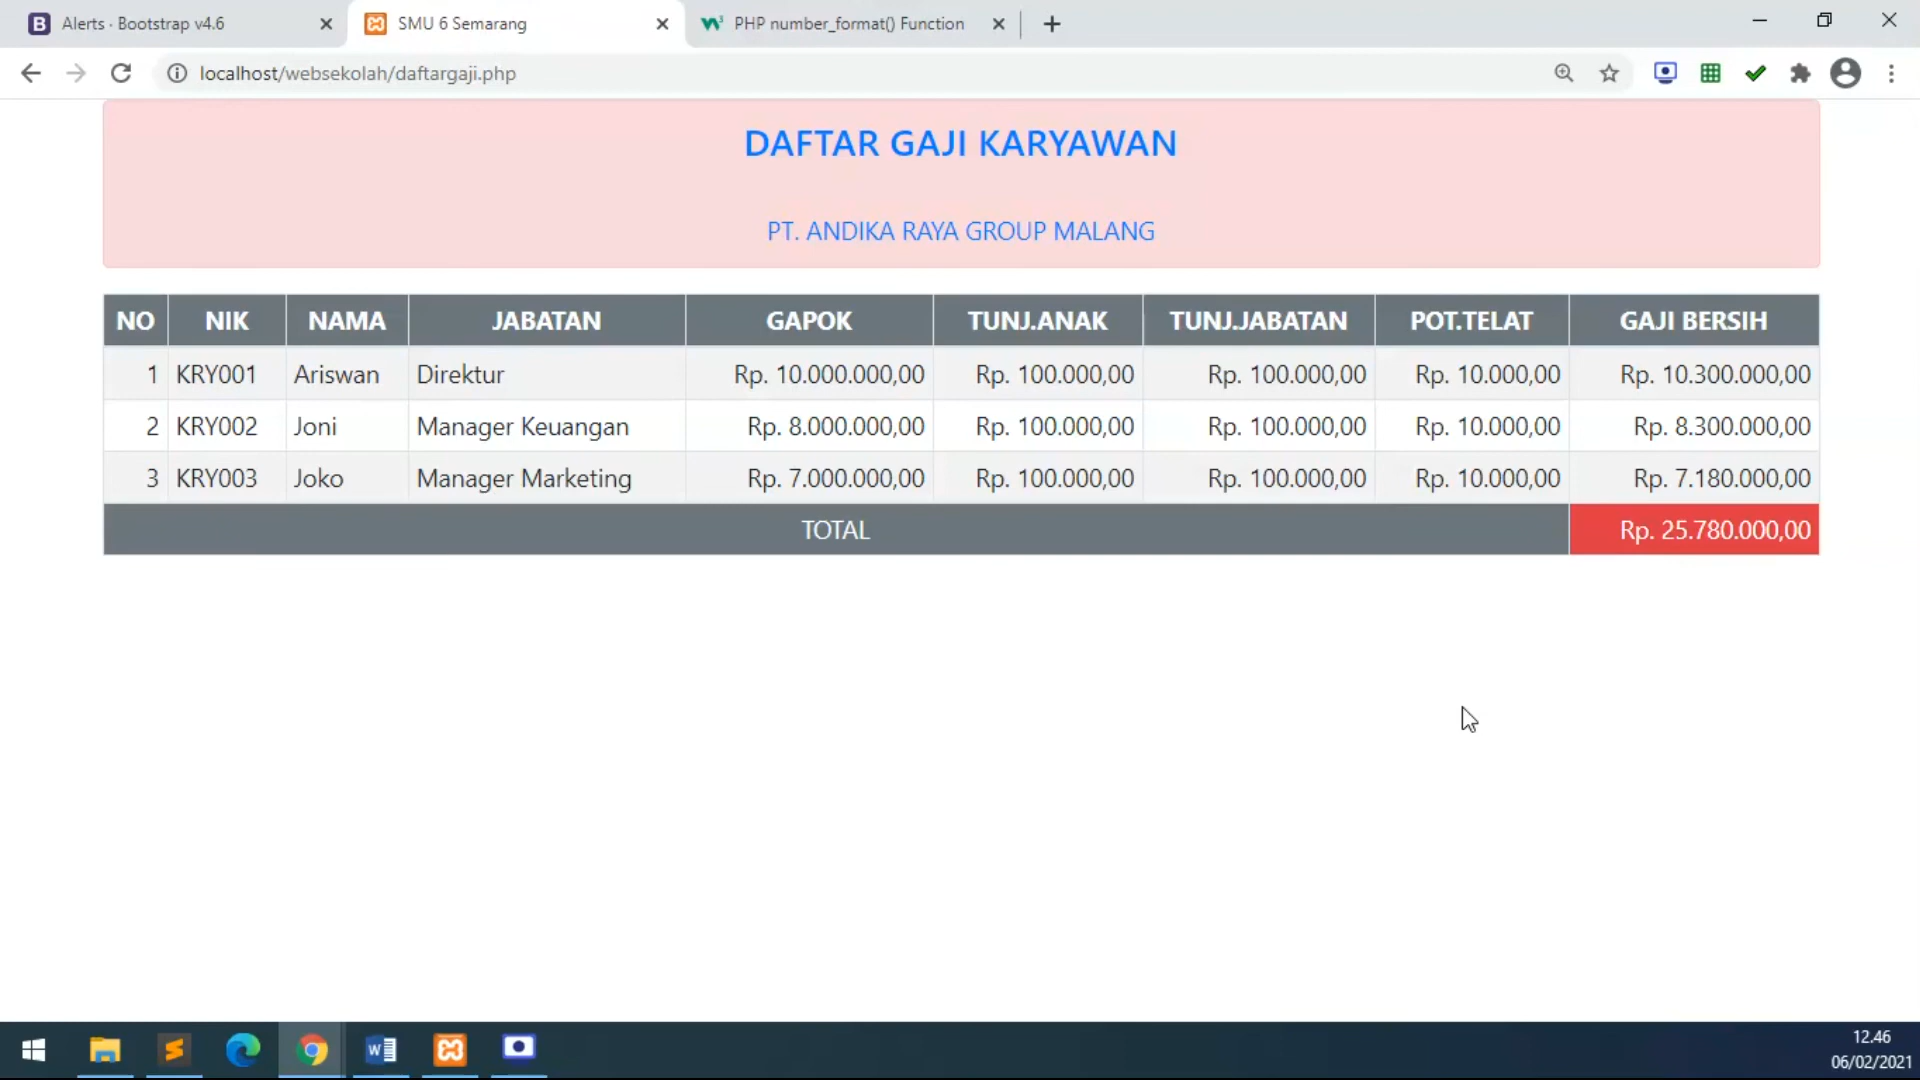 Alerts · Bootstrap v4.6
SMU 6 Semarang
PHP number_format() Function
localhost/websekolah/daftargaji.php
DAFTAR GAJI KARYAWAN
PT. ANDIKA RAYA GROUP MALANG
NO NIK NAMA JABATAN GAPOK TUNJ.ANAK TUNJ.JABATAN POT.TELAT GAJI BERSIH
1 KRY001 Ariswan Direktur Rp. 10.000.000,00 Rp. 100.000,00 Rp. 100.000,00 Rp. 10.000,00 Rp. 10.300.000,00
2 KRY002 Joni Manager Keuangan Rp. 8.000.000,00 Rp. 100.000,00 Rp. 100.000,00 Rp. 10.000,00 Rp. 8.300.000,00
3 KRY003 Joko Manager Marketing Rp. 7.000.000,00 Rp. 100.000,00 Rp. 100.000,00 Rp. 10.000,00 Rp. 7.180.000,00
TOTAL Rp. 25.780.000,00
12.46
06/02/2021